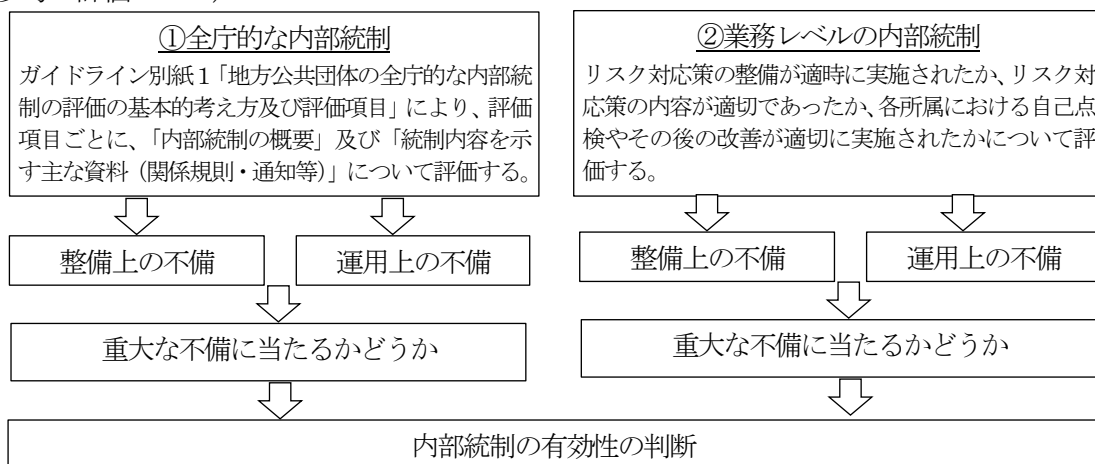 ①全庁的な内部統制
ガイドライン別紙1「地方公共団体の全庁的な内部統
制の評価の基本的考え方及び評価項目」により、評価
項目ごとに、「内部統制の概要」及び「統制内容を示
す主な資料（関係規則・通知等）」について評価する。
②業務レベルの内部統制
リスク対応策の整備が適時に実施されたか、リスク対
応策の内容が適切であったか、各所属における自己点
検やその後の改善が適切に実施されたかについて評
価する。
整備上の不備
運用上の不備
整備上の不備
運用上の不備
重大な不備に当たるかどうか
重大な不備に当たるかどうか
内部統制の有効性の判断